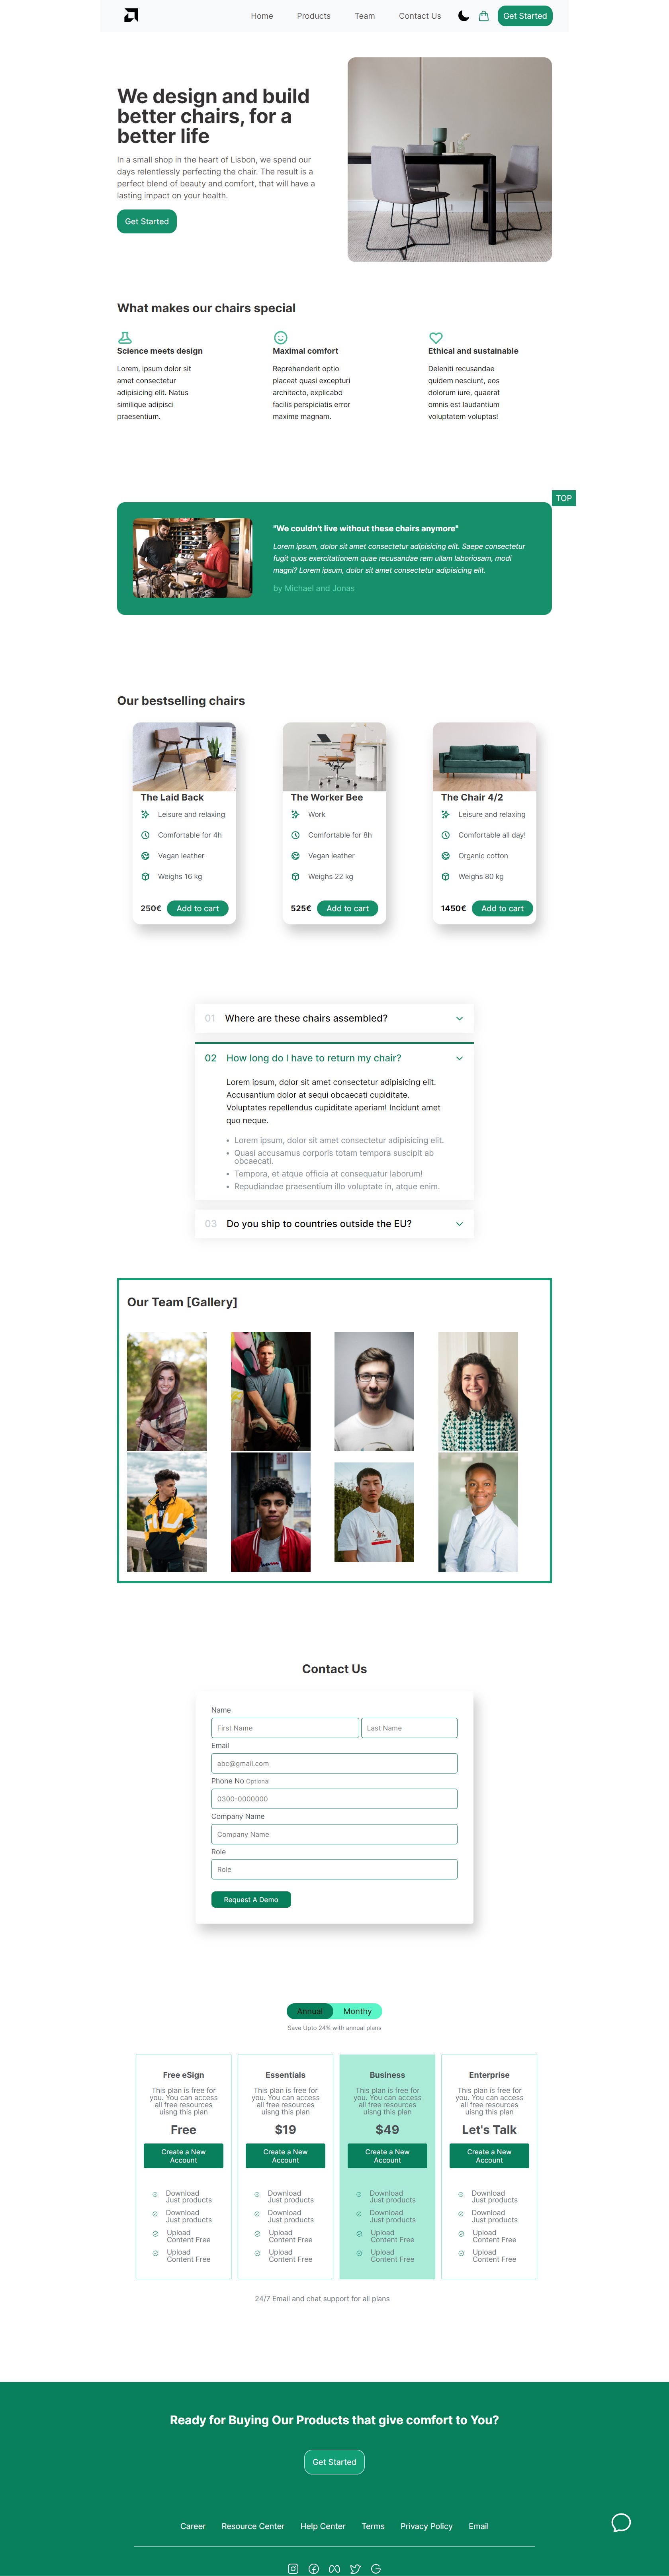 Home Products Team Contact Us Get Started
We design and build
better chairs, for a
better life
In a small shop in the heart of Lisbon, we spend our
days relentlessly perfecting the chair. The result is a
perfect blend of beauty and comfort, that will have a
lasting impact on your health.
Get Started
What makes our chairs special
Science meets design
Lorem, ipsum dolor sit
amet consectetur
adipisicing elit. Natus
similique adipisci
praesentium.
Maximal comfort
Reprehenderit optio
placeat quasi excepturi
architecto, explicabo
facilis perspiciatis error
maxime magnam.
Ethical and sustainable
Deleniti recusandae
quidem nesciunt, eos
dolorum iure, quaerat
omnis est laudantium
voluptatem voluptas!
TOP
"We couldn't live without these chairs anymore"
Lorem ipsum, dolor sit amet consectetur adipisicing elit. Saepe consectetur
fugit quos exercitationem quae recusandae rem ullam laboriosam, modi
magni? Lorem ipsum, dolor sit amet consectetur adipisicing elit.
by Michael and Jonas
Our bestselling chairs
The Laid Back
Leisure and relaxing
Comfortable for 4h
Vegan leather
Weighs 16 kg
250€ Add to cart
The Worker Bee
Work
Comfortable for 8h
Vegan leather
Weighs 22 kg
525€ Add to cart
The Chair 4/2
Leisure and relaxing
Comfortable all day!
Organic cotton
Weighs 80 kg
1450€ Add to cart
01 Where are these chairs assembled?
02 How long do I have to return my chair?
Lorem ipsum, dolor sit amet consectetur adipisicing elit.
Accusantium dolor at sequi obcaecati cupiditate.
Voluptates repellendus cupiditate aperiam! Incidunt amet
quo neque.
• Lorem ipsum, dolor sit amet consectetur adipisicing elit.
• Quasi accusamus corporis totam tempora suscipit ab
obcaecati.
• Tempora, et atque officia at consequatur laborum!
• Repudiandae praesentium illo voluptate in, atque enim.
03 Do you ship to countries outside the EU?
Our Team [Gallery]
Contact Us
Name
First Name Last Name
Email
abc@gmail.com
Phone No Optional
0300-0000000
Company Name
Company Name
Role
Role
Request A Demo
Annual Monthy
Save Upto 24% with annual plans
Free eSign
This plan is free for
you. You can access
all free resources
uisng this plan
Free
Create a New
Account
Download
Just products
Download
Just products
Upload
Content Free
Upload
Content Free
Essentials
This plan is free for
you. You can access
all free resources
uisng this plan
$19
Create a New
Account
Download
Just products
Download
Just products
Upload
Content Free
Upload
Content Free
Business
This plan is free for
you. You can access
all free resources
uisng this plan
$49
Create a New
Account
Download
Just products
Download
Just products
Upload
Content Free
Upload
Content Free
Enterprise
This plan is free for
you. You can access
all free resources
uisng this plan
Let's Talk
Create a New
Account
Download
Just products
Download
Just products
Upload
Content Free
Upload
Content Free
24/7 Email and chat support for all plans
Ready for Buying Our Products that give comfort to You?
Get Started
Career Resource Center Help Center Terms Privacy Policy Email